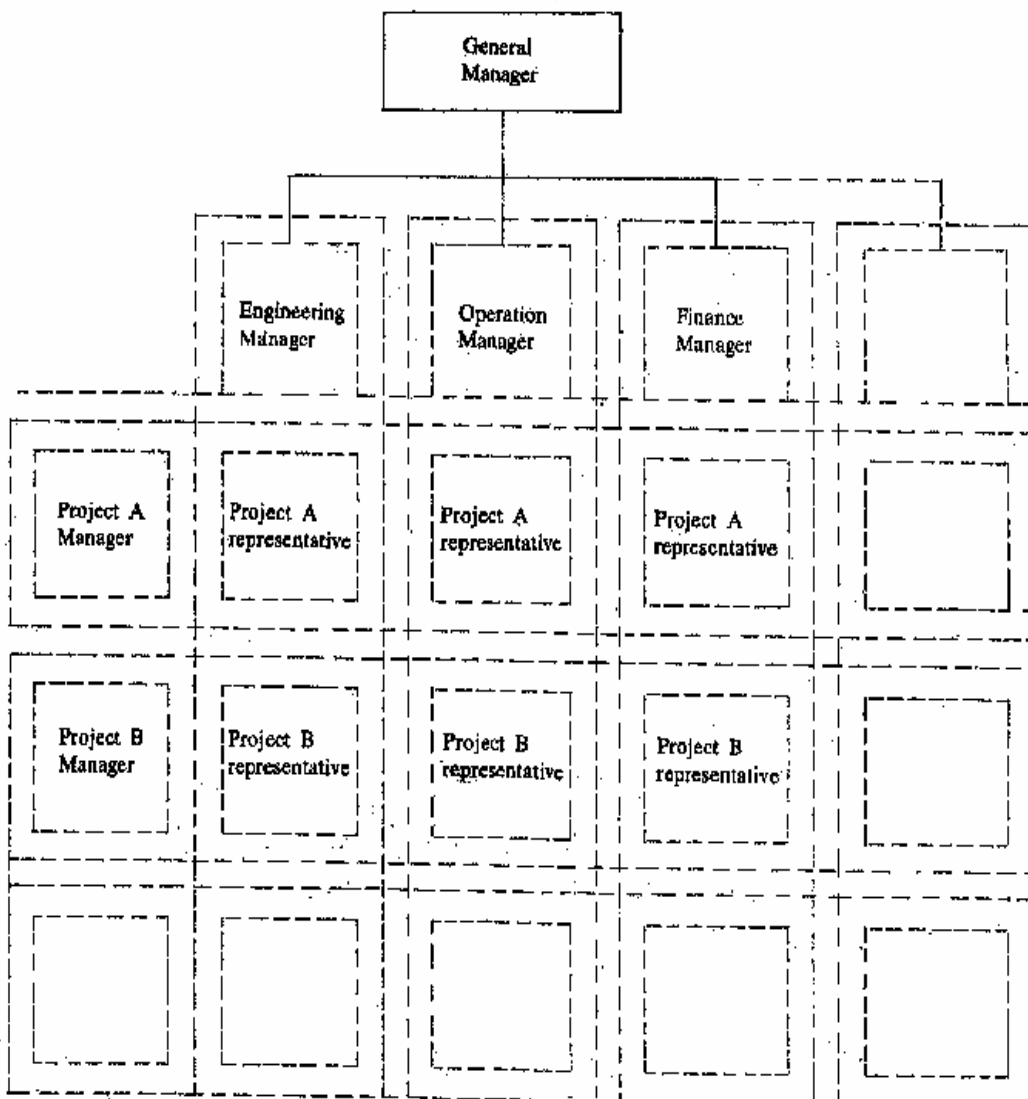 General
Manager
Engineering
Manager
Operation
Manager
Finance
Manager
Project A
Manager
Project A
representative
Project A
representative
Project A
representative
Project B
Manager
Project B
representative
Project B
representative
Project B
representative